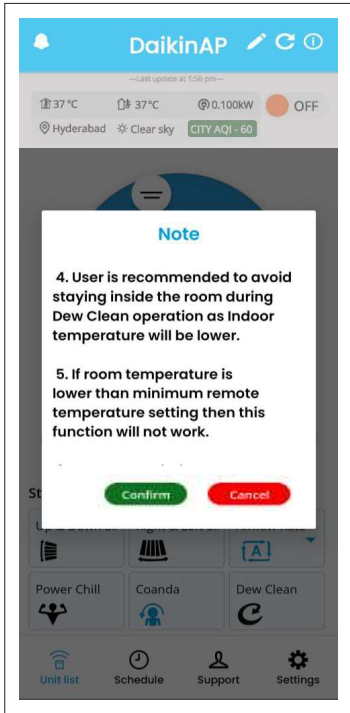 DaikinAP
—Last update at 1:56 pm—
37 °C 37 °C 0.100kW OFF
Hyderabad Clear sky CITY AQI - 60
Note
4. User is recommended to avoid
staying inside the room during
Dew Clean operation as Indoor
temperature will be lower.
5. If room temperature is
lower than minimum remote
temperature setting then this
function will not work.
Confirm Cancel
Power Chill Coanda Dew Clean
Unit list Schedule Support Settings